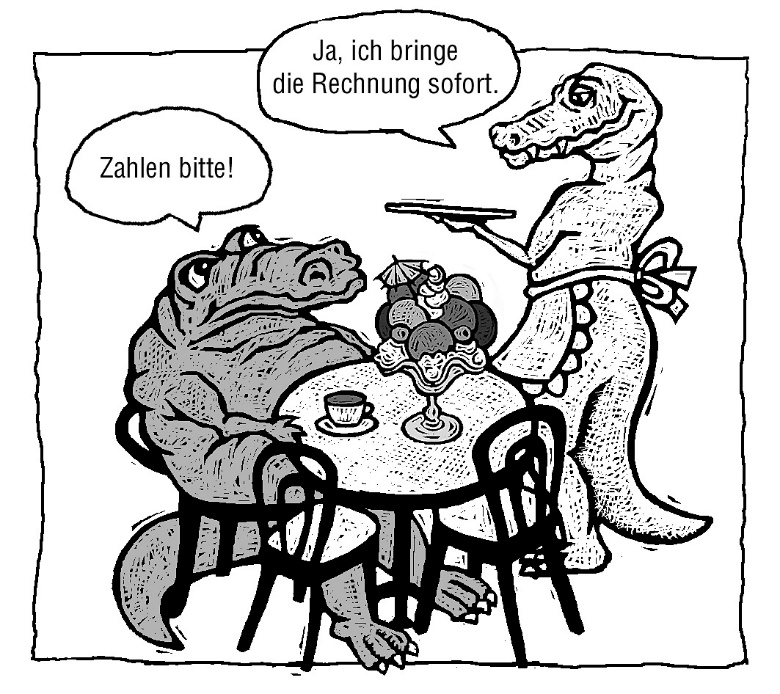 Zahlen bitte!
Ja, ich bringe
die Rechnung sofort.